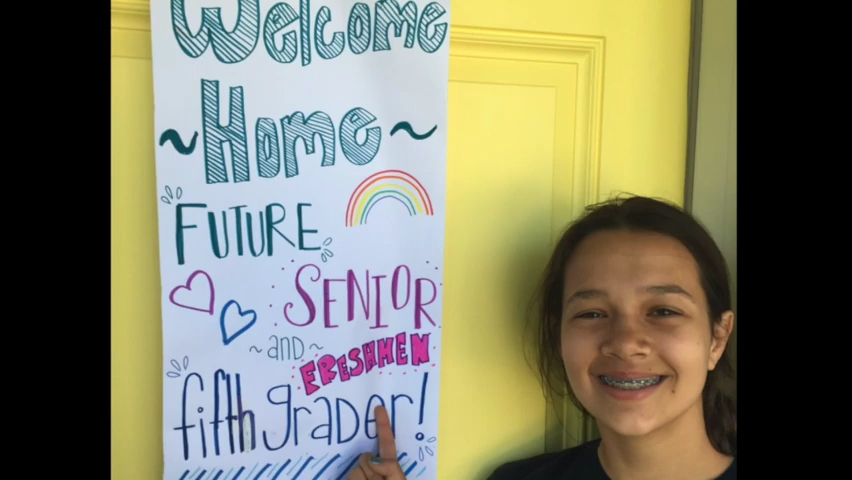 Welcome
~Home~
FUTURE
SENIOR
~and~ FRESHMEN
fifth grader!